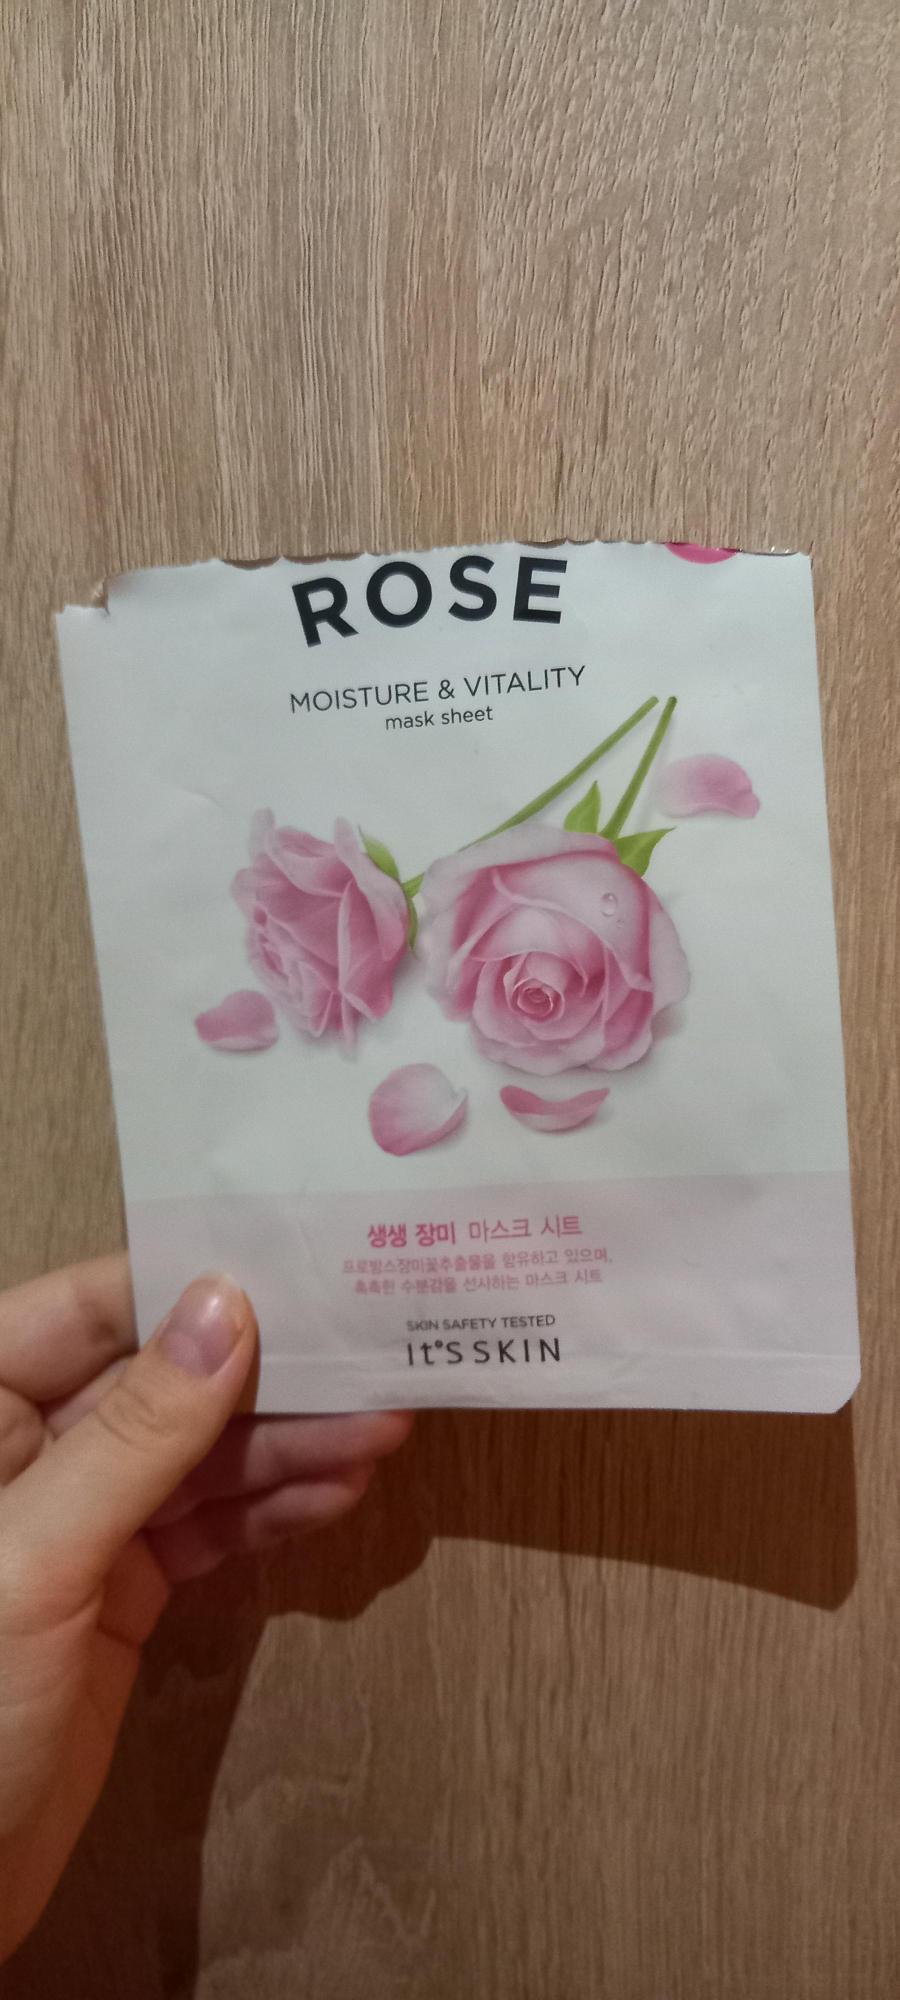 ROSE
MOISTURE & VITALITY
mask sheet
생생 장미 마스크 시트
프로방스장미꽃추출물을 함유하고 있으며,
촉촉한 수분감을 선사하는 마스크 시트
SKIN SAFETY TESTED
It'S SKIN